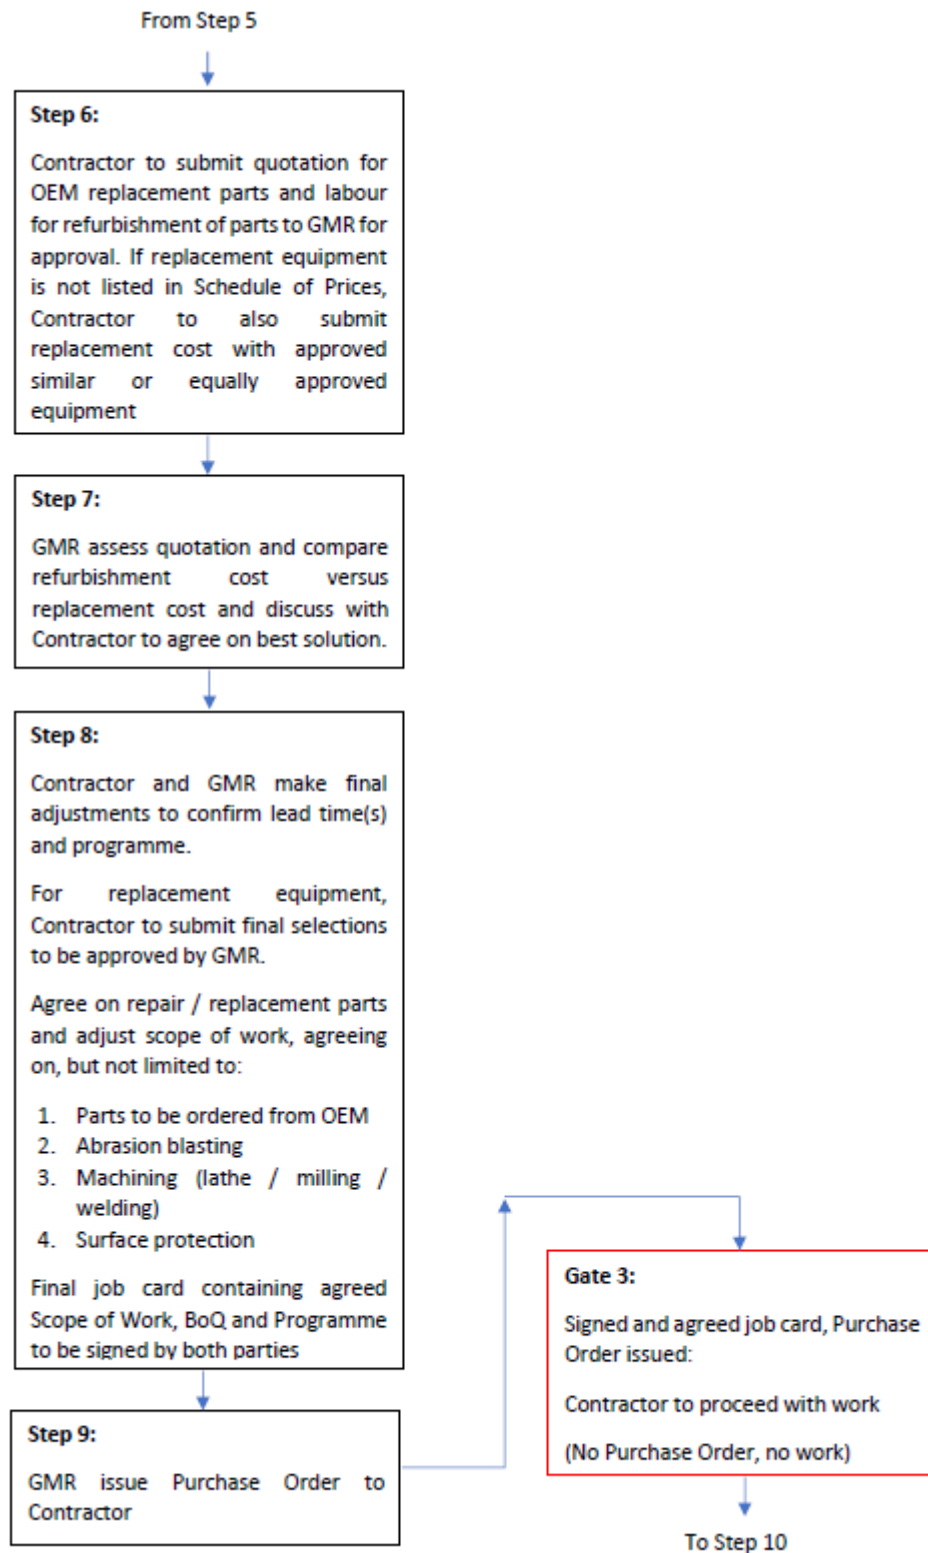 From Step 5
Step 6:
Contractor to submit quotation for
OEM replacement parts and labour
for refurbishment of parts to GMR for
approval. If replacement equipment
is not listed in Schedule of Prices,
Contractor to also submit
replacement cost with approved
similar or equally approved
equipment
Step 7:
GMR assess quotation and compare
refurbishment cost versus
replacement cost and discuss with
Contractor to agree on best solution.
Step 8:
Contractor and GMR make final
adjustments to confirm lead time(s)
and programme.
For replacement equipment,
Contractor to submit final selections
to be approved by GMR.
Agree on repair / replacement parts
and adjust scope of work, agreeing
on, but not limited to:
1. Parts to be ordered from OEM
2. Abrasion blasting
3. Machining (lathe / milling /
welding)
4. Surface protection
Final job card containing agreed
Scope of Work, BoQ and Programme
to be signed by both parties
Step 9:
GMR issue Purchase Order to
Contractor
Gate 3:
Signed and agreed job card, Purchase
Order issued:
Contractor to proceed with work
(No Purchase Order, no work)
To Step 10